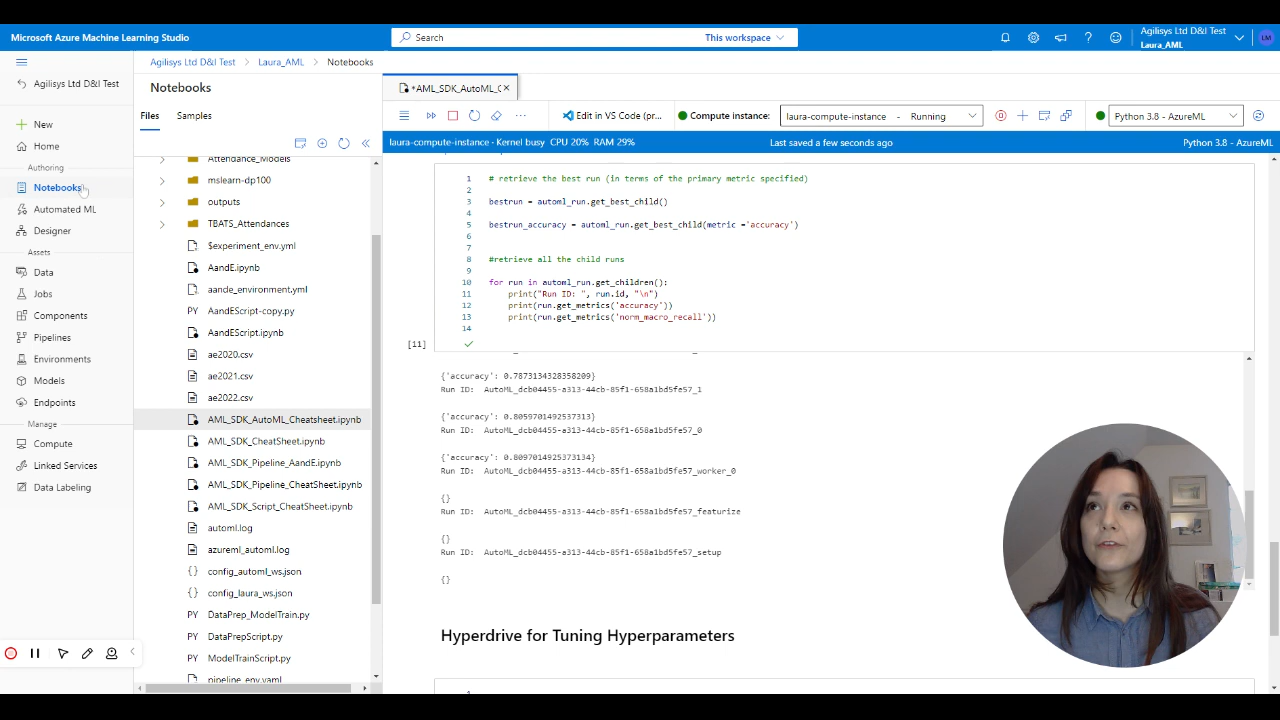 Microsoft Azure Machine Learning Studio
Search
This workspace
Agilisys Ltd D&I Test
Laura_AML
LM
Agilisys Ltd D&I Test
New
Home
Authoring
Notebooks
Automated ML
Designer
Assets
Data
Jobs
Components
Pipelines
Environments
Models
Endpoints
Manage
Compute
Linked Services
Data Labeling
Agilisys Ltd D&I Test > Laura_AML > Notebooks
Notebooks
Files Samples
Attendance_Models
mslearn-dp100
outputs
TBATS_Attendances
$experiment_env.yml
AandE.ipynb
aande_environment.yml
PY AandEScript-copy.py
AandEScript.ipynb
ae2020.csv
ae2021.csv
ae2022.csv
AML_SDK_AutoML_Cheatsheet.ipynb
AML_SDK_CheatSheet.ipynb
AML_SDK_Pipeline_AandE.ipynb
AML_SDK_Pipeline_CheatSheet.ipynb
AML_SDK_Script_CheatSheet.ipynb
automl.log
azureml_automl.log
{} config_automl_ws.json
{} config_laura_ws.json
PY DataPrep_ModelTrain.py
PY DataPrepScript.py
PY ModelTrainScript.py
pipeline_env.yaml
*AML_SDK_AutoML_C
Edit in VS Code (pr...
Compute instance:
laura-compute-instance - Running
Python 3.8 - AzureML
laura-compute-instance · Kernel busy CPU 20% RAM 29%
Last saved a few seconds ago
Python 3.8 - AzureML
1 # retrieve the best run (in terms of the primary metric specified)
2
3 bestrun = automl_run.get_best_child()
4
5 bestrun_accuracy = automl_run.get_best_child(metric ='accuracy')
6
7
8 #retrieve all the child runs
9
10 for run in automl_run.get_children():
11 print("Run ID: ", run.id, "\n")
12 print(run.get_metrics('accuracy'))
13 print(run.get_metrics('norm_macro_recall'))
14
[11]
{'accuracy': 0.7873134328358209}
Run ID: AutoML_dcb04455-a313-44cb-85f1-658a1bd5fe57_1
{'accuracy': 0.8059701492537313}
Run ID: AutoML_dcb04455-a313-44cb-85f1-658a1bd5fe57_0
{'accuracy': 0.8097014925373134}
Run ID: AutoML_dcb04455-a313-44cb-85f1-658a1bd5fe57_worker_0
{}
Run ID: AutoML_dcb04455-a313-44cb-85f1-658a1bd5fe57_featurize
{}
Run ID: AutoML_dcb04455-a313-44cb-85f1-658a1bd5fe57_setup
{}
Hyperdrive for Tuning Hyperparameters